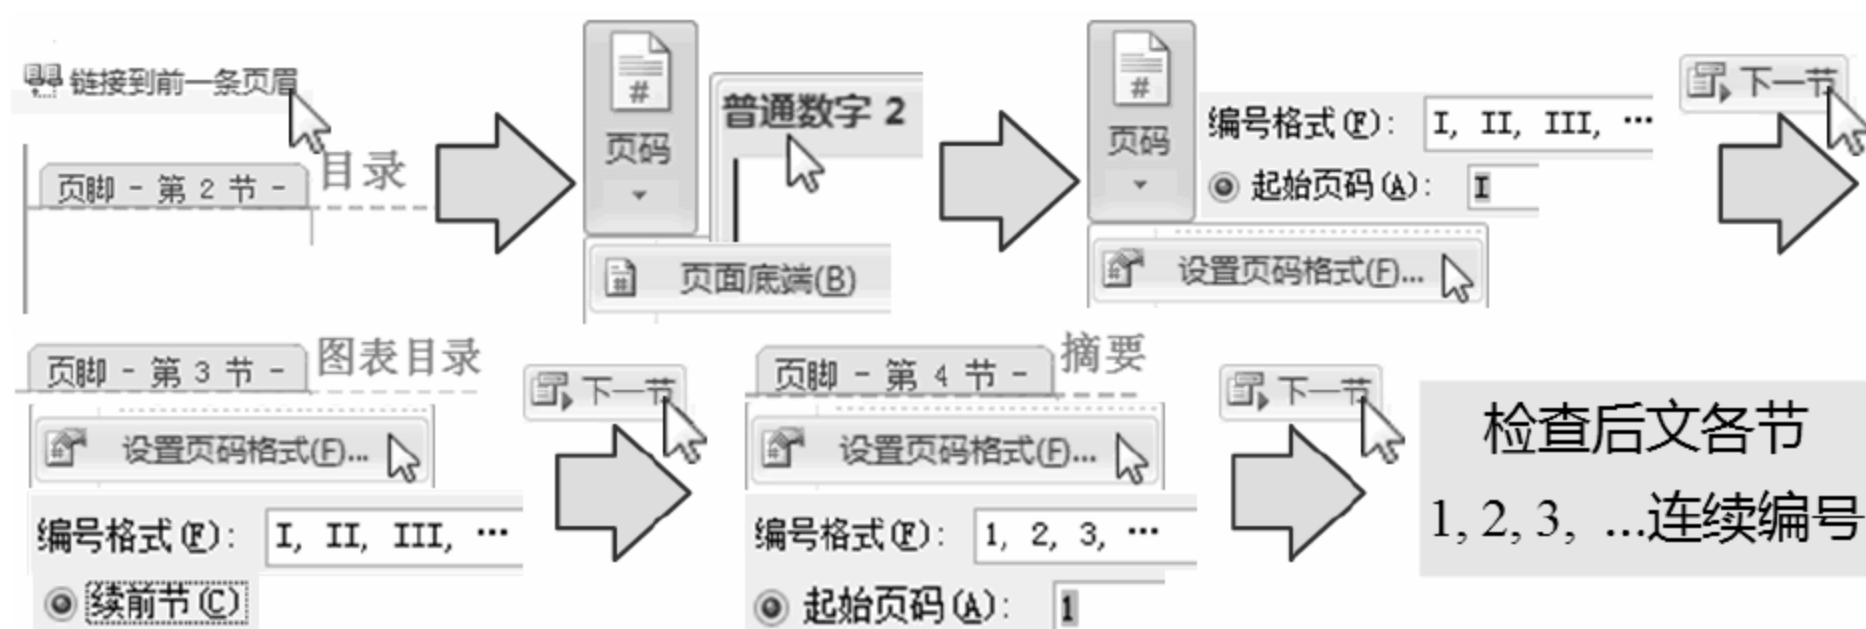 链接到前一条页眉
页脚 - 第 2 节 -
目录
#
页码
普通数字 2
页面底端(B)
#
页码
编号格式(F): I, II, III, …
起始页码(A): I
设置页码格式(F)...
下一节
页脚 - 第 3 节 -
图表目录
设置页码格式(F)...
编号格式(F): I, II, III, …
续前节(C)
下一节
页脚 - 第 4 节 -
摘要
设置页码格式(F)...
编号格式(F): 1, 2, 3, …
起始页码(A): 1
下一节
检查后文各节
1, 2, 3, ...连续编号